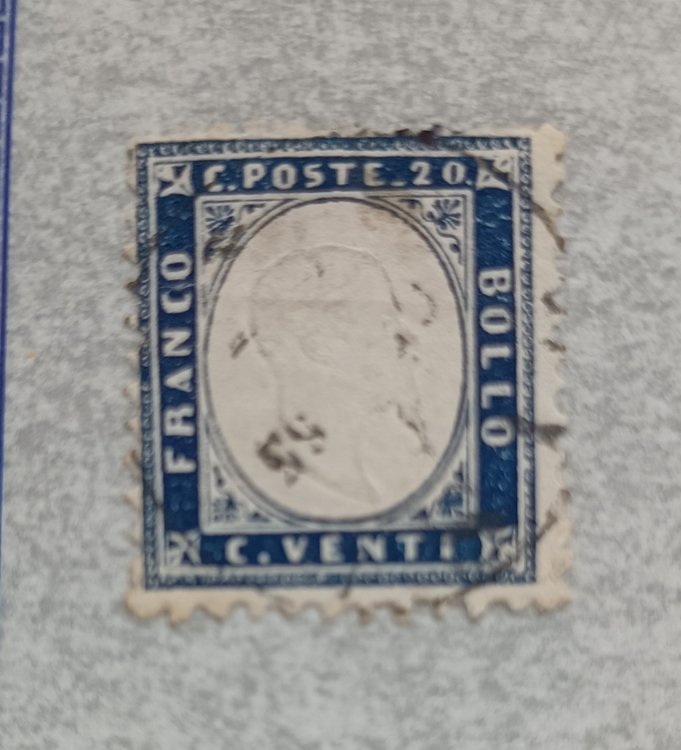 C. POSTE. 20.
FRANCO
BOLLO
C. VENTI